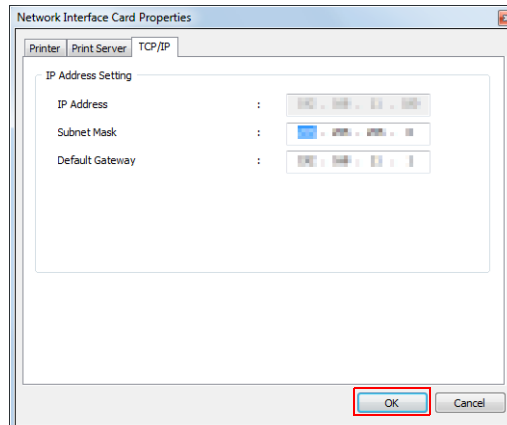 Network Interface Card Properties
Printer Print Server TCP/IP
IP Address Setting
IP Address :
Subnet Mask :
Default Gateway :
OK Cancel